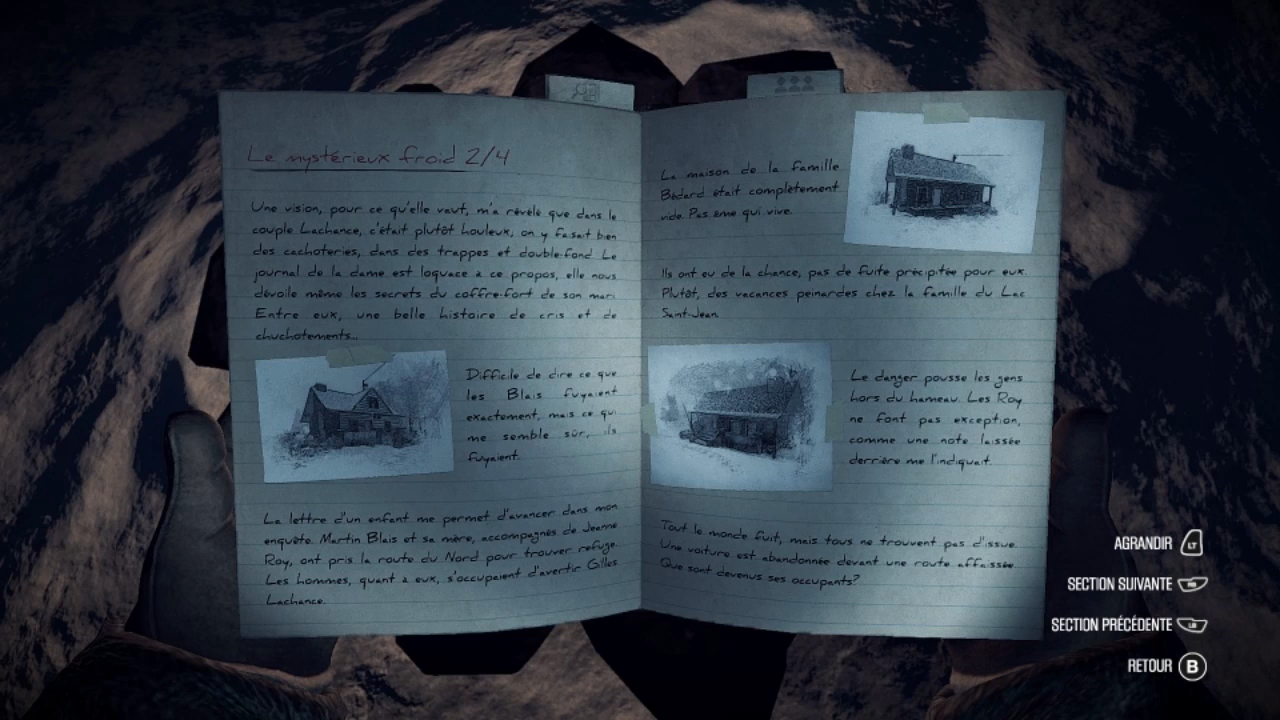 Le mystérieux froid 2/4
Une vision, pour ce qu'elle vaut, m'a révélé que dans le
couple Lachance, c'était plutôt houleux, on y faisait bien
des cachoteries, dans des trappes et double-fond. Le
journal de la dame est loquace à ce propos, elle nous
dévoile même les secrets du coffre-fort de son mari.
Entre eux, une belle histoire de cris et de
chuchotements...
Difficile de dire ce que
les Blais fuyaient
exactement, mais ce qui
me semble sûr, ils
fuyaient.
La lettre d'un enfant me permet d'avancer dans mon
enquête. Martin Blais et sa mère, accompagnés de Jeanne
Roy, ont pris la route du Nord pour trouver refuge.
Les hommes, quant à eux, s'occupaient d'avertir Gilles
Lachance.
La maison de la famille
Bédard était complètement
vide. Pas âme qui vive.
Ils ont eu de la chance, pas de fuite précipitée pour eux.
Plutôt, des vacances peinardes chez la famille du Lac
Saint-Jean.
Le danger pousse les gens
hors du hameau. Les Roy
ne font pas exception,
comme une note laissée
derrière me l'indiquait.
Tout le monde fuit, mais tous ne trouvent pas d'issue.
Une voiture est abandonnée devant une route affaissée.
Que sont devenus ses occupants?
AGRANDIR LT
SECTION SUIVANTE RB
SECTION PRÉCÉDENTE LB
RETOUR B